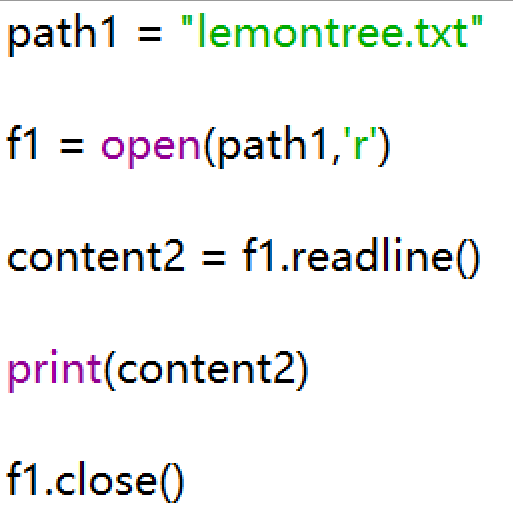 path1 = "lemontree.txt"
f1 = open(path1,'r')
content2 = f1.readline()
print(content2)
f1.close()